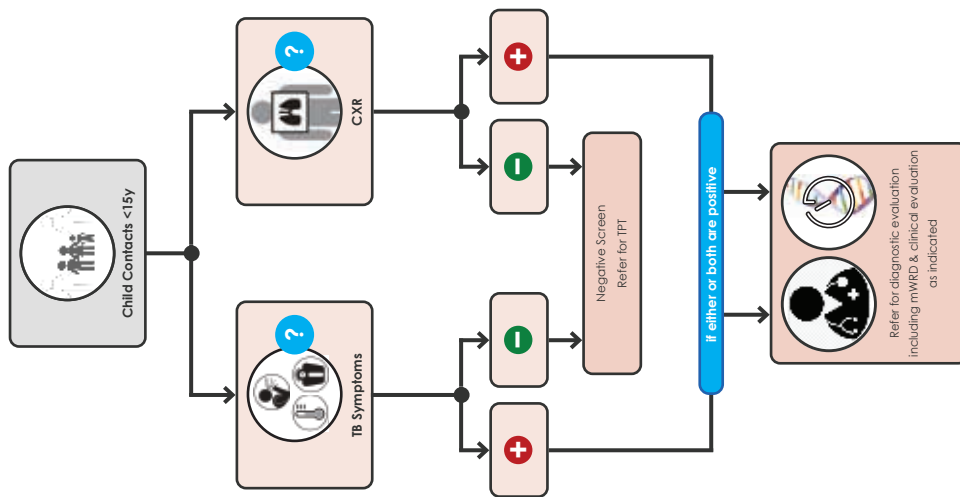 Child Contacts <15y
?
TB Symptoms
?
CXR
Negative Screen
Refer for TPT
if either or both are positive
Refer for diagnostic evaluation
including mWRD & clinical evaluation
as indicated